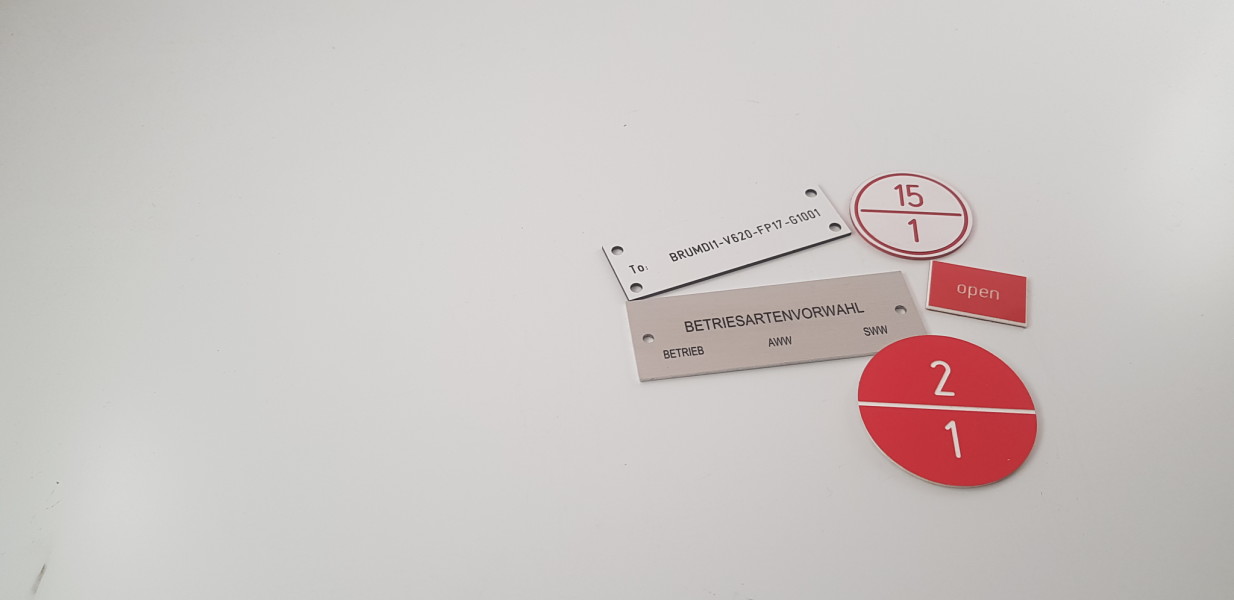 To: BRUMDI1-V620-FP17-G1001
15
1
open
BETRIESARTENVORWAHL
BETRIEB AWW SWW
2
1